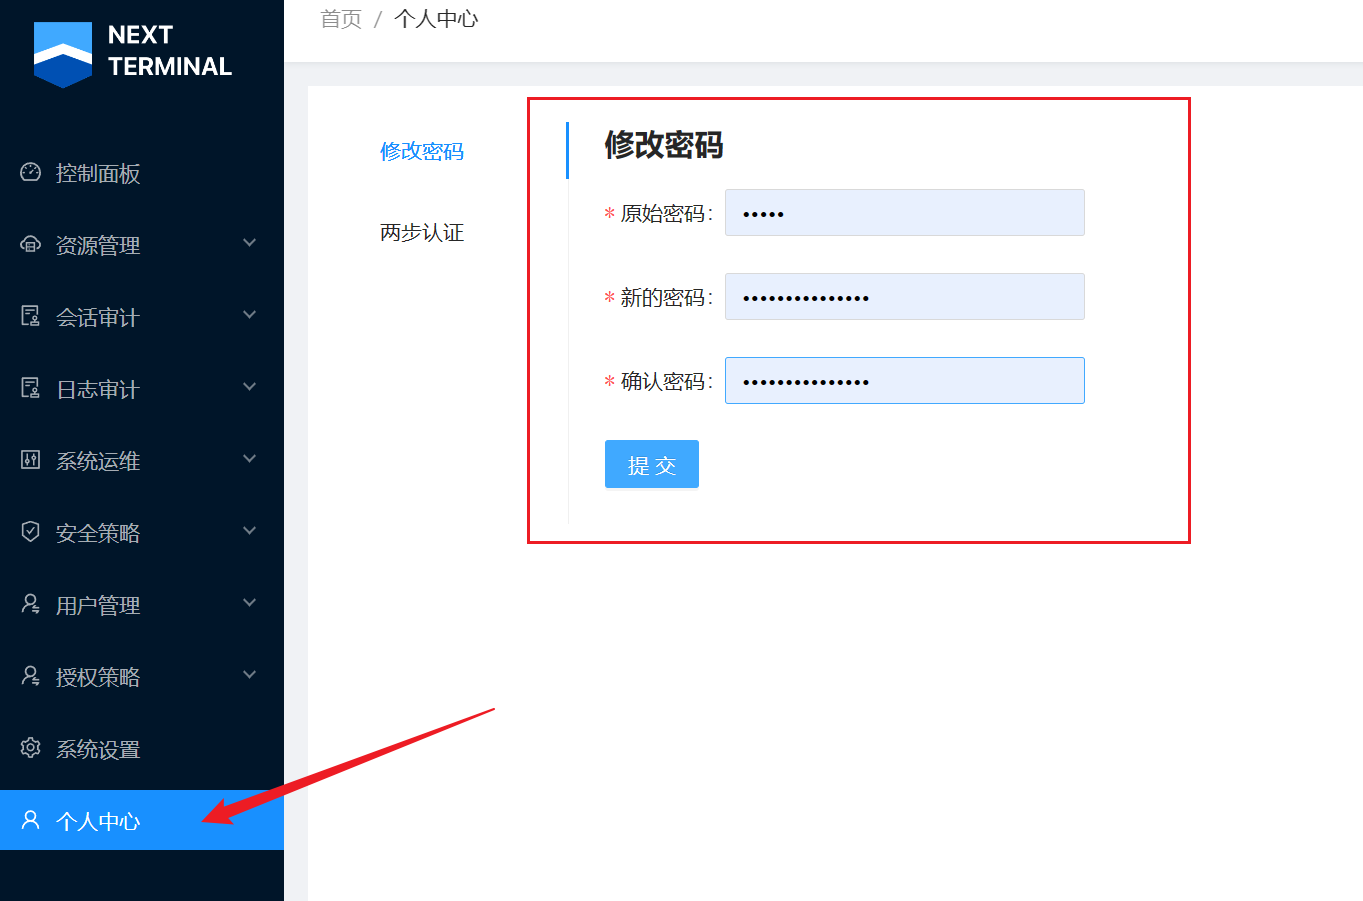 NEXT
TERMINAL
控制面板
资源管理
会话审计
日志审计
系统运维
安全策略
用户管理
授权策略
系统设置
个人中心
首页 / 个人中心
修改密码
两步认证
修改密码
* 原始密码: •••••
* 新的密码: •••••••••••••••
* 确认密码: •••••••••••••••
提 交